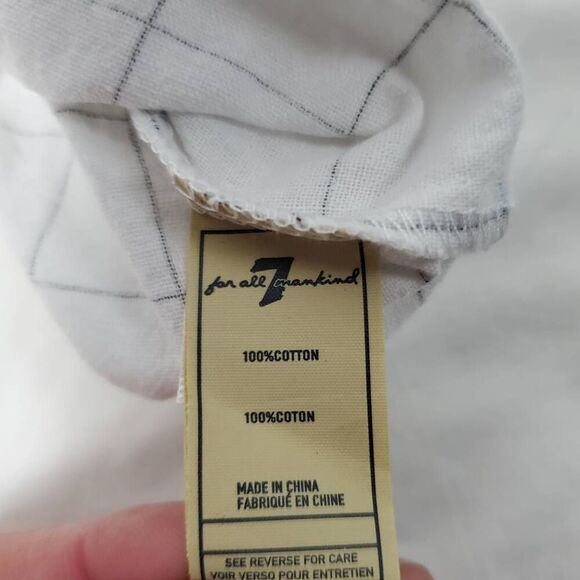 for all 7 mankind
100%COTTON
100%COTON
MADE IN CHINA
FABRIQUÉ EN CHINE
SEE REVERSE FOR CARE
VOIR VERSO POUR ENTRETIEN